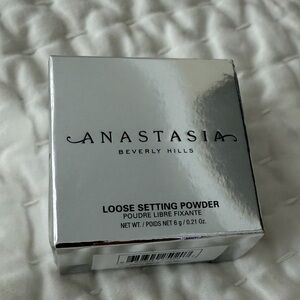 ANASTASIA
BEVERLY HILLS
LOOSE SETTING POWDER
POUDRE LIBRE FIXANTE
NET WT. / POIDS NET 6 g / 0.21 Oz.